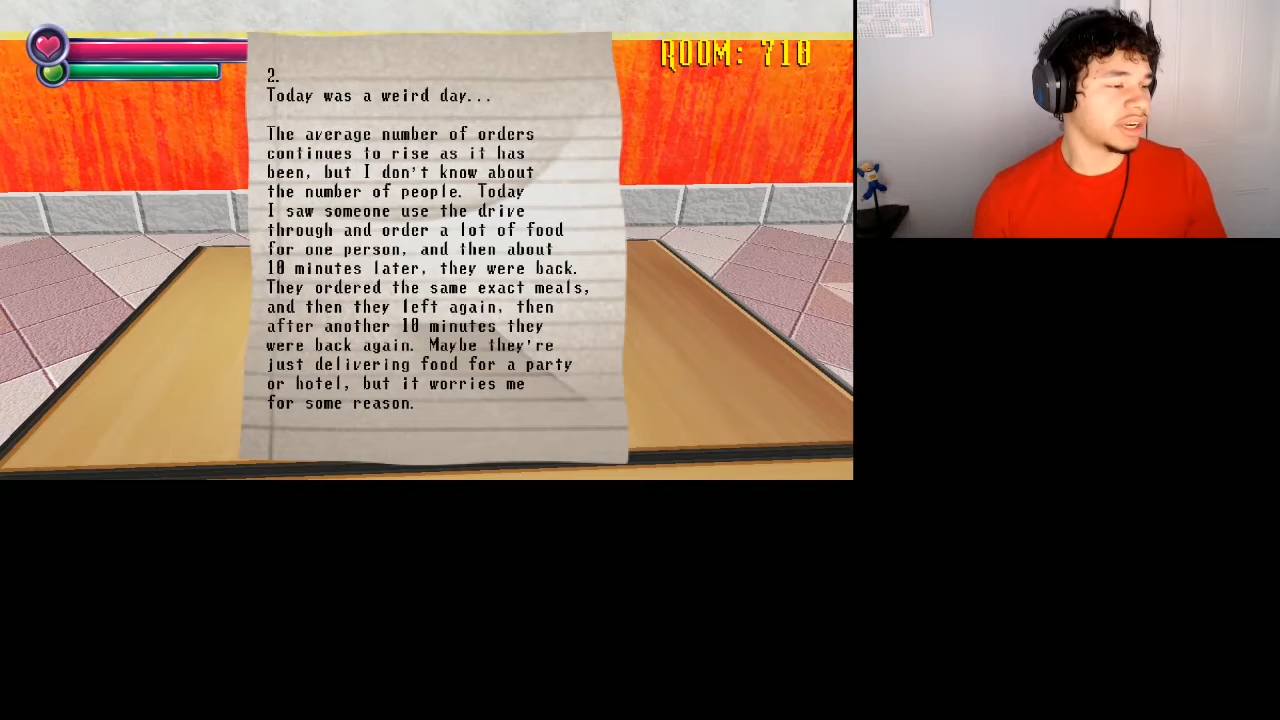 ROOM: 710
2.
Today was a weird day...
The average number of orders
continues to rise as it has
been, but I don't know about
the number of people. Today
I saw someone use the drive
through and order a lot of food
for one person, and then about
10 minutes later, they were back.
They ordered the same exact meals,
and then they left again, then
after another 10 minutes they
were back again. Maybe they're
just delivering food for a party
or hotel, but it worries me
for some reason.